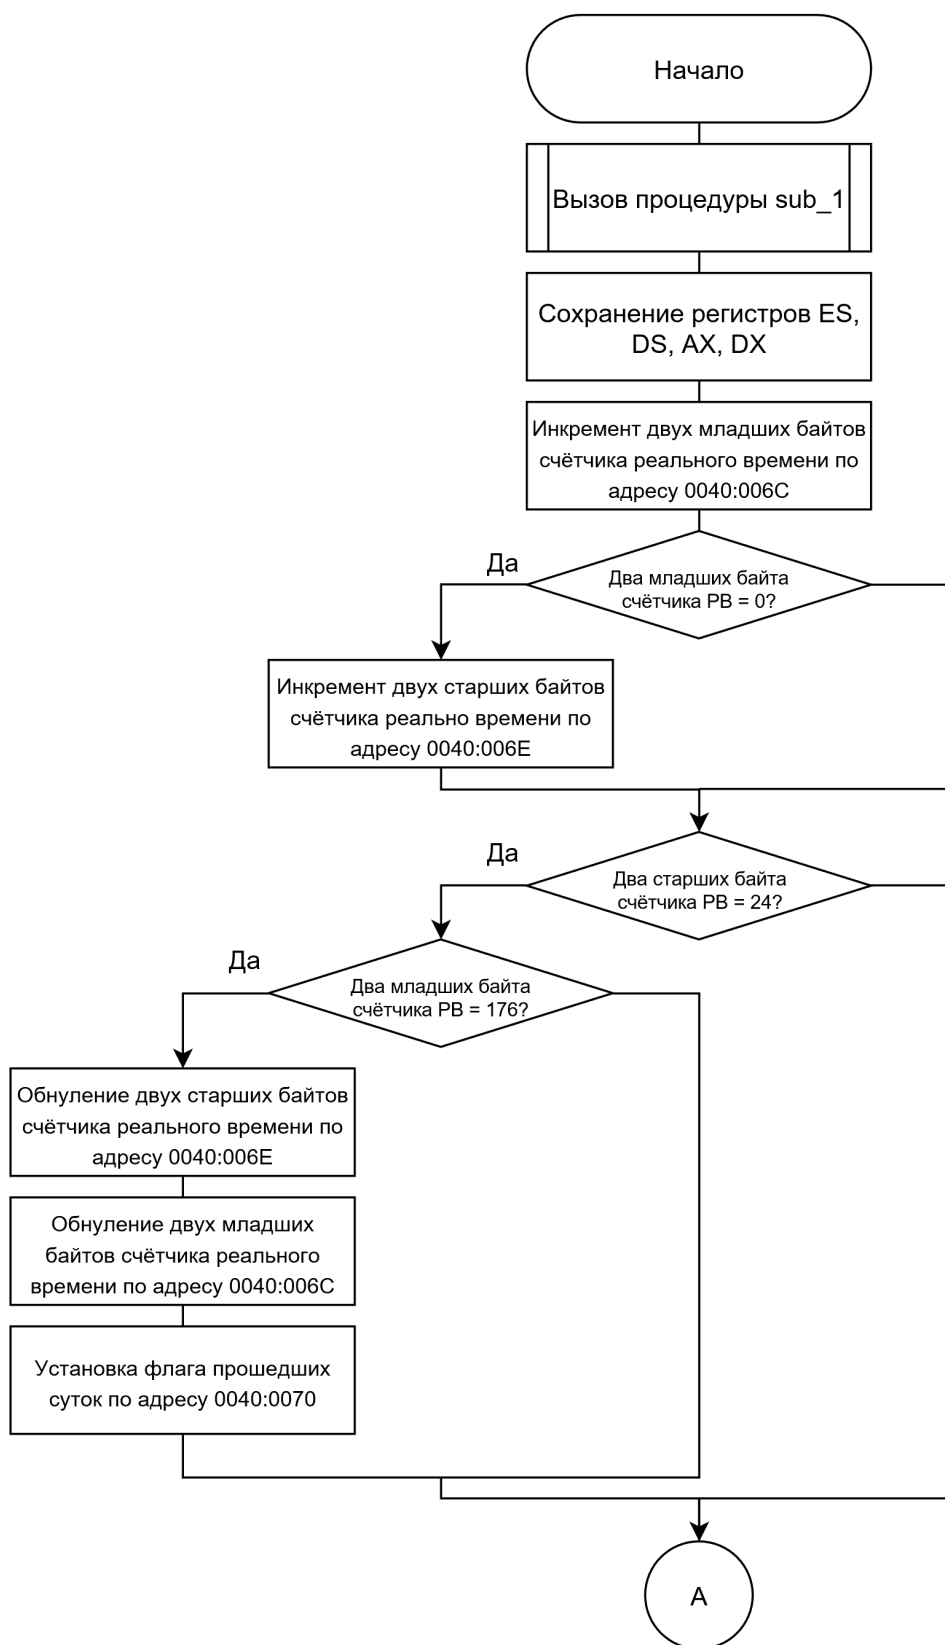 Начало
Вызов процедуры sub_1
Сохранение регистров ES,
DS, AX, DX
Инкремент двух младших байтов
счётчика реального времени по
адресу 0040:006C
Да
Два младших байта
счётчика РВ = 0?
Инкремент двух старших байтов
счётчика реально времени по
адресу 0040:006E
Да
Два старших байта
счётчика РВ = 24?
Да
Два младших байта
счётчика РВ = 176?
Обнуление двух старших байтов
счётчика реального времени по
адресу 0040:006E
Обнуление двух младших
байтов счётчика реального
времени по адресу 0040:006C
Установка флага прошедших
суток по адресу 0040:0070
А